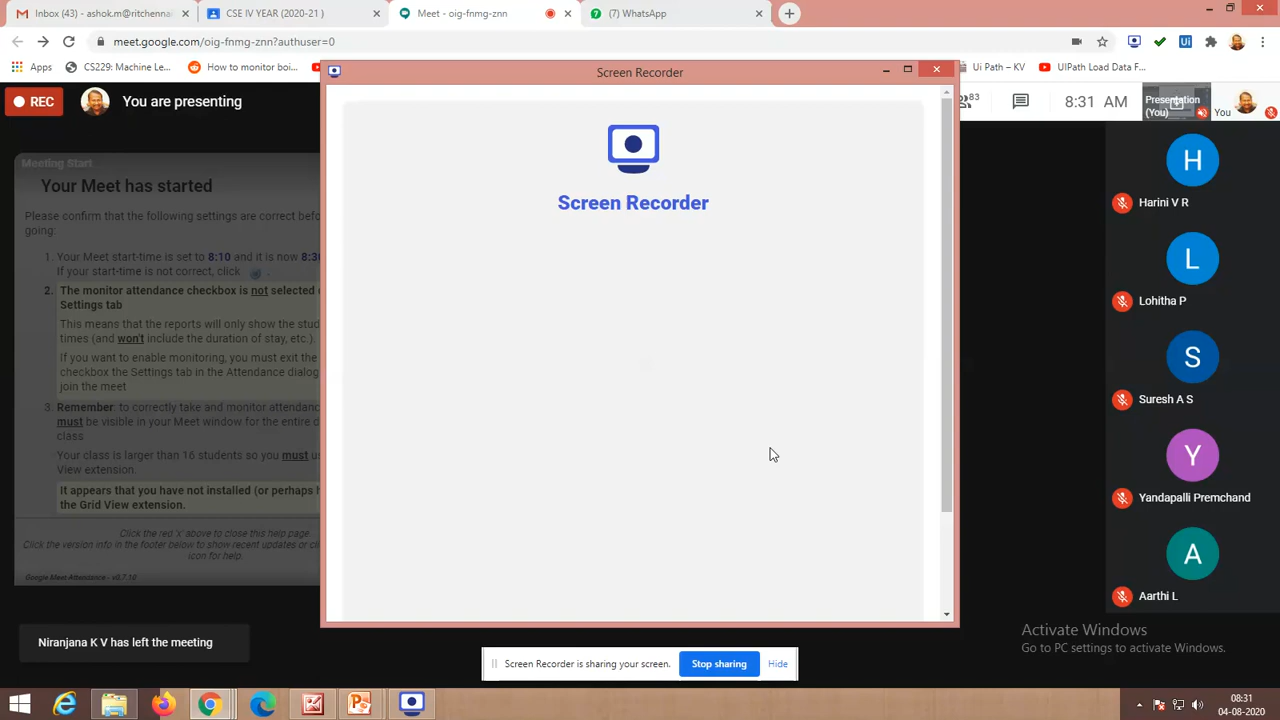 Inbox (43) - ashok.m@ritchennai
CSE IV YEAR (2020-21 )
Meet - oig-fnmg-znn
(7) WhatsApp
meet.google.com/oig-fnmg-znn?authuser=0
Apps
CS229: Machine Le...
How to monitor boi...
Ui Path – KV
UIPath Load Data F...
Screen Recorder
REC
You are presenting
83
8:31 AM
Presentation
(You)
You
Meeting Start
Your Meet has started
Please confirm that the following settings are correct befo
going:
1. Your Meet start-time is set to 8:10 and it is now 8:3
If your start-time is not correct, click
2. The monitor attendance checkbox is not selected
Settings tab
This means that the reports will only show the stud
times (and won't include the duration of stay, etc.).
If you want to enable monitoring, you must exit the
checkbox the Settings tab in the Attendance dialog
join the meet
3. Remember: to correctly take and monitor attendanc
must be visible in your Meet window for the entire d
class
Your class is larger than 16 students so you must us
View extension.
It appears that you have not installed (or perhaps h
the Grid View extension.
Click the red 'x' above to close this help page.
Click the version info in the footer below to show recent updates or cli
icon for help.
Google Meet Attendance - v0.7.10
Screen Recorder
H
Harini V R
L
Lohitha P
S
Suresh A S
Y
Yandapalli Premchand
A
Aarthi L
Niranjana K V has left the meeting
Activate Windows
Go to PC settings to activate Windows.
Screen Recorder is sharing your screen.
Stop sharing
Hide
08:31
04-08-2020